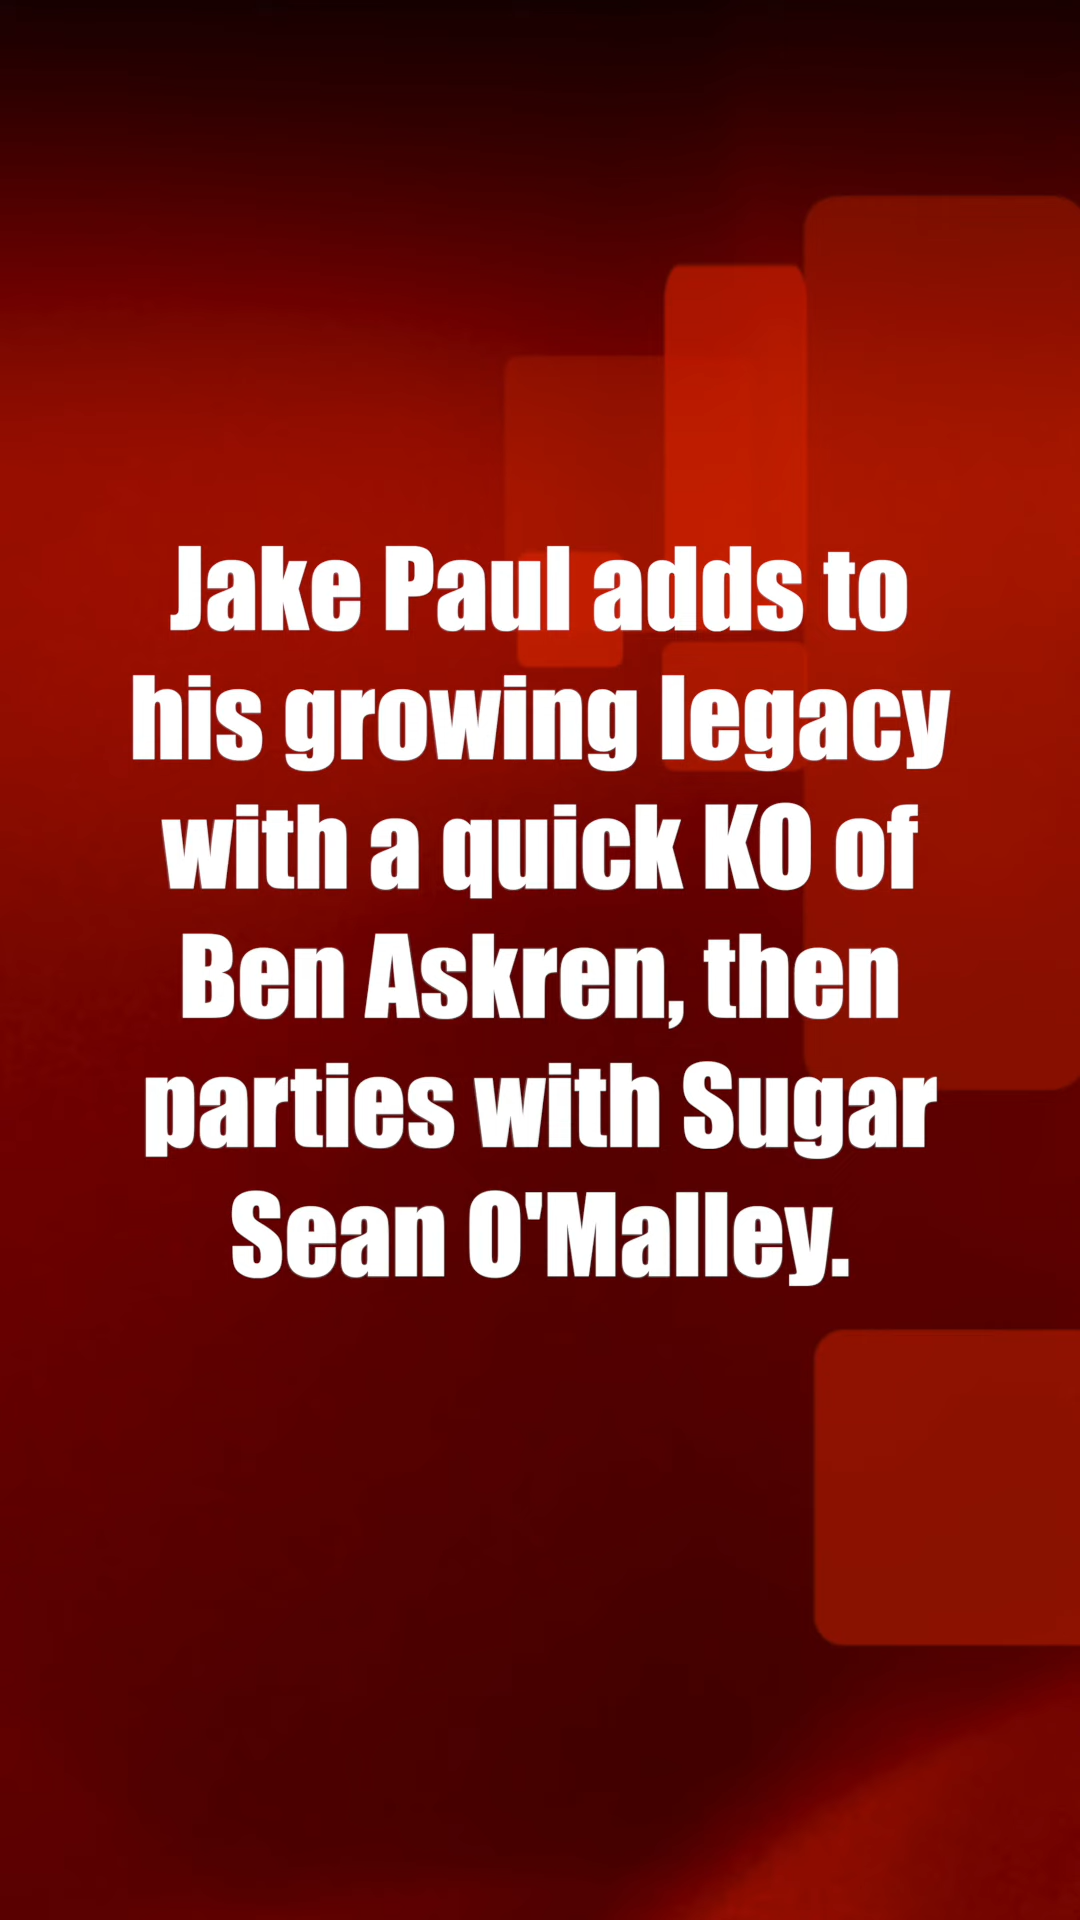 Jake Paul adds to
his growing legacy
with a quick KO of
Ben Askren, then
parties with Sugar
Sean O'Malley.